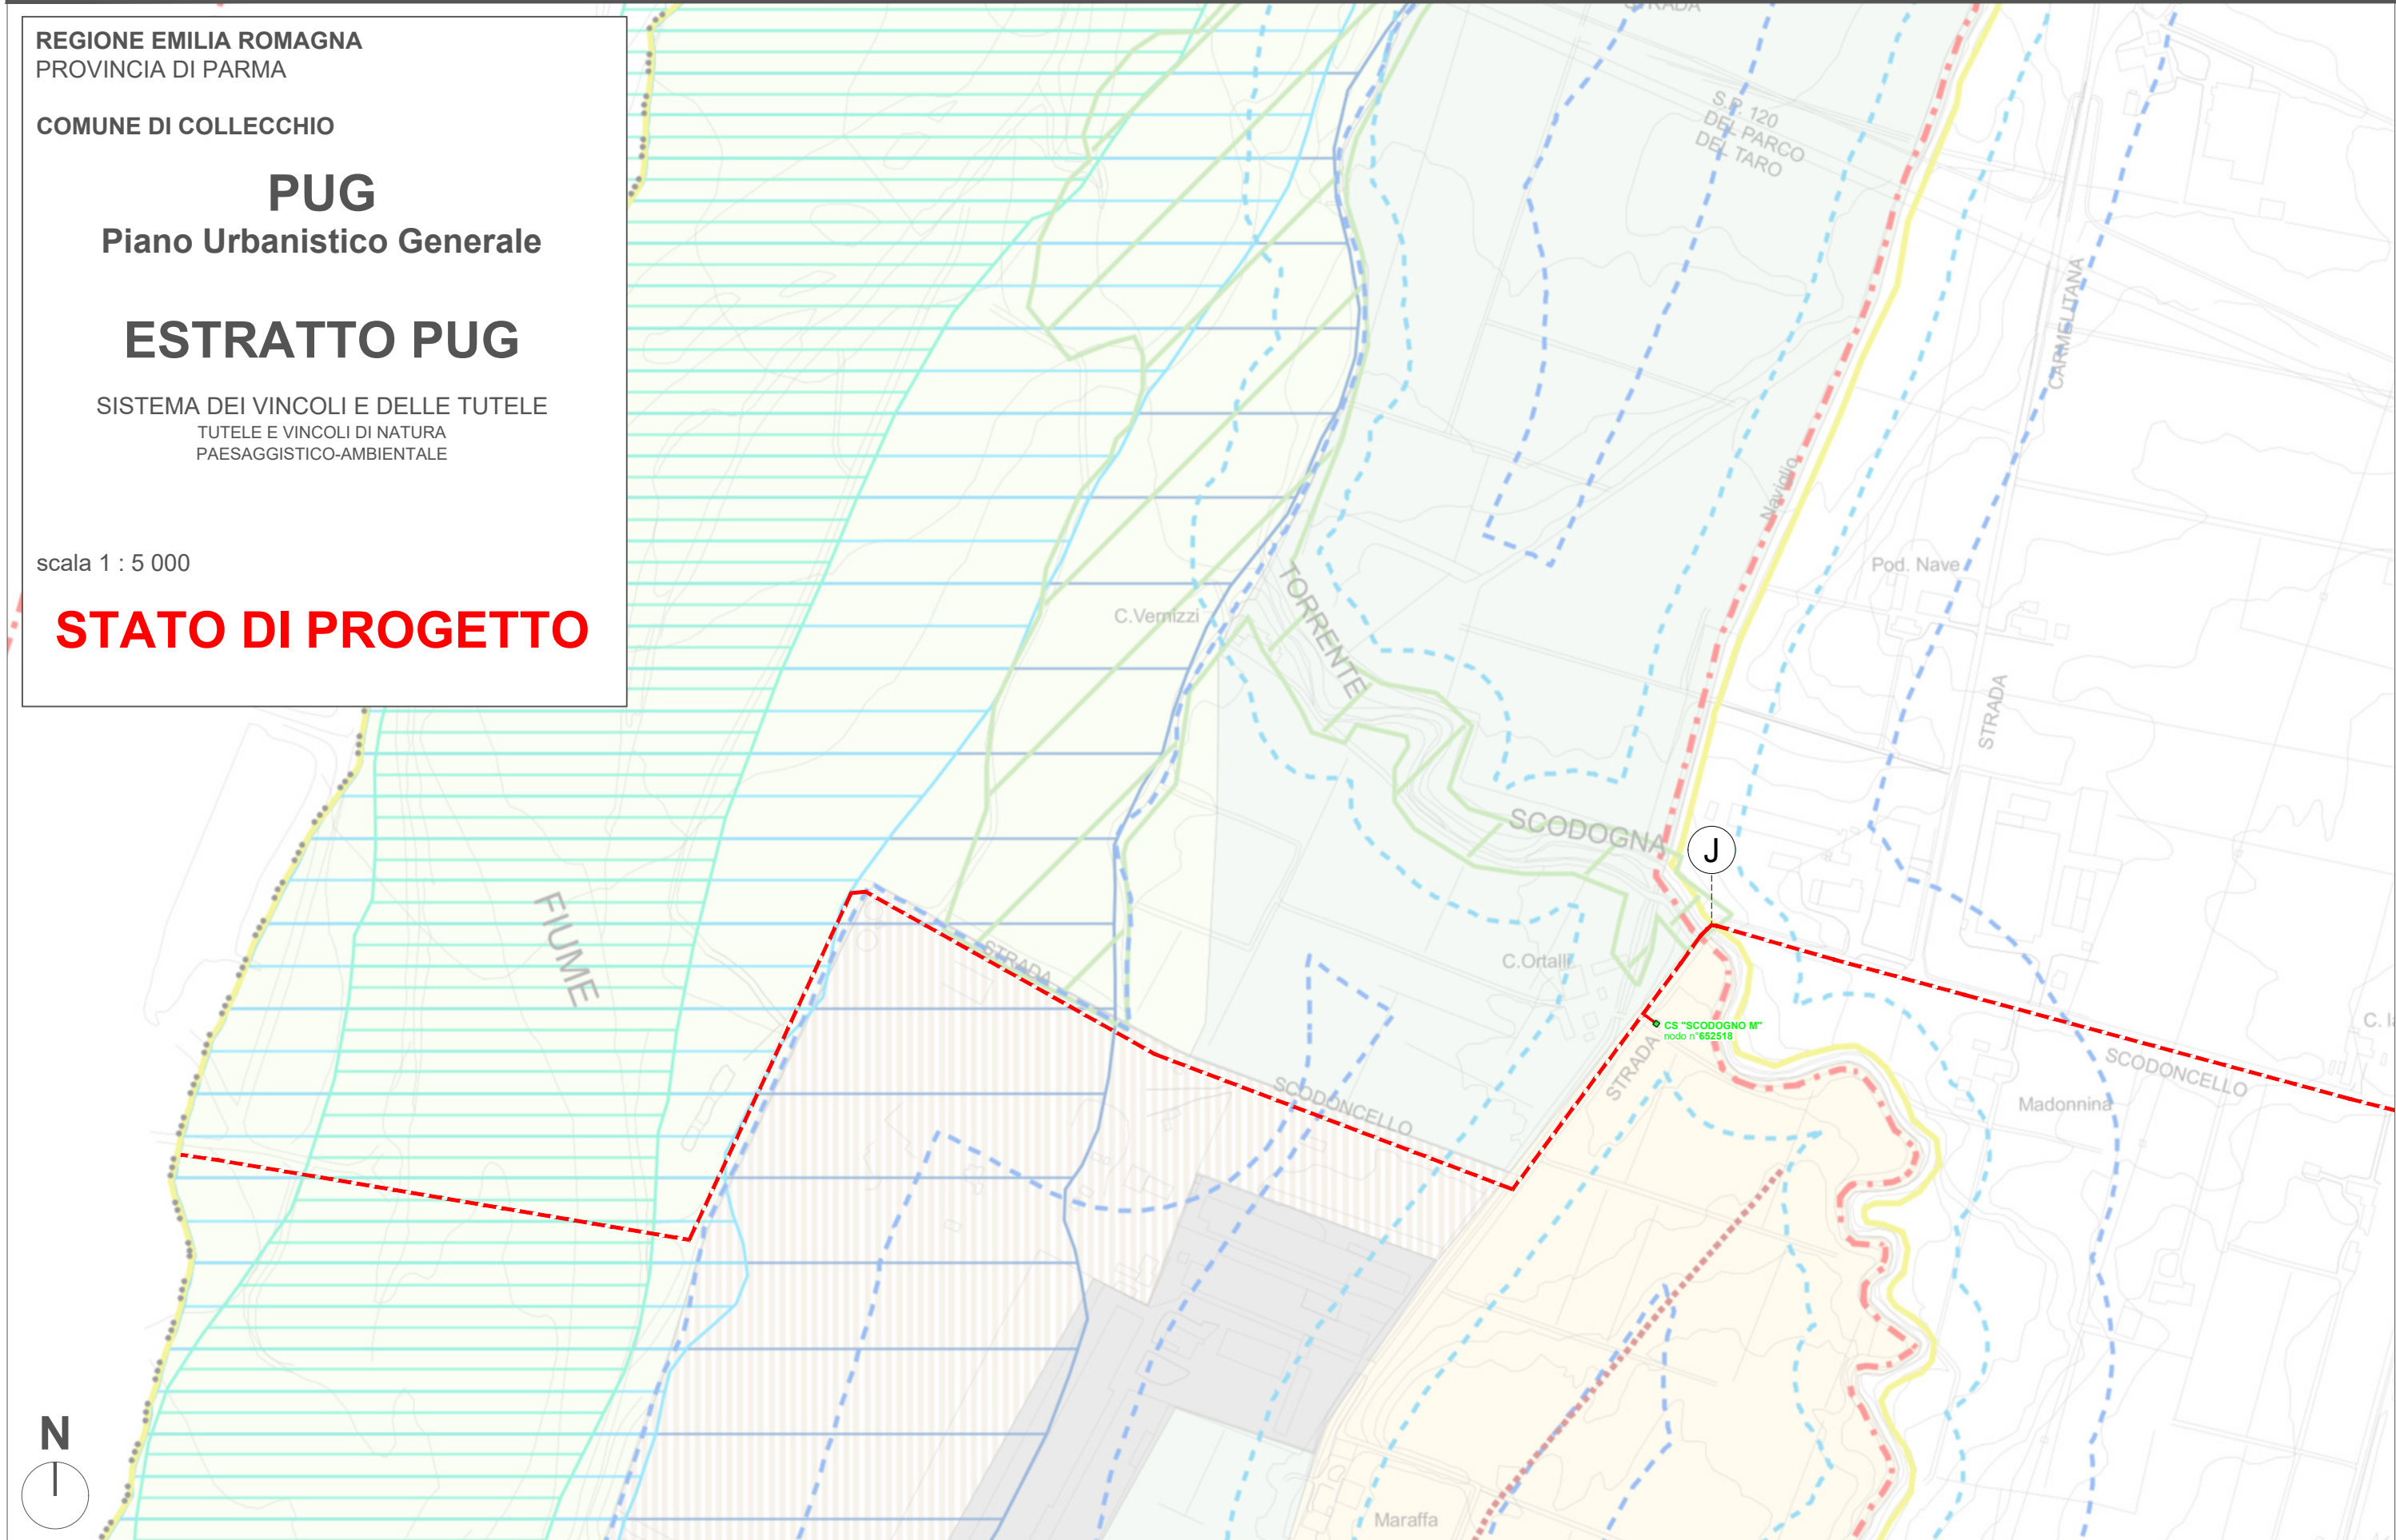 REGIONE EMILIA ROMAGNA
PROVINCIA DI PARMA
COMUNE DI COLLECCHIO
PUG
Piano Urbanistico Generale
ESTRATTO PUG
SISTEMA DEI VINCOLI E DELLE TUTELE
TUTELE E VINCOLI DI NATURA
PAESAGGISTICO-AMBIENTALE
scala 1 : 5 000
STATO DI PROGETTO
STRADA
S.P. 120
DEL PARCO
DEL TARO
CARMELITANA
Naviglio
Pod. Nave
C.Vernizzi
TORRENTE
STRADA
SCODOGNA
J
FIUME
STRADA
C.Ortalli
CS "SCODOGNO M"
nodo n°652518
STRADA
SCODONCELLO
SCODONCELLO
Madonnina
Maraffa
N